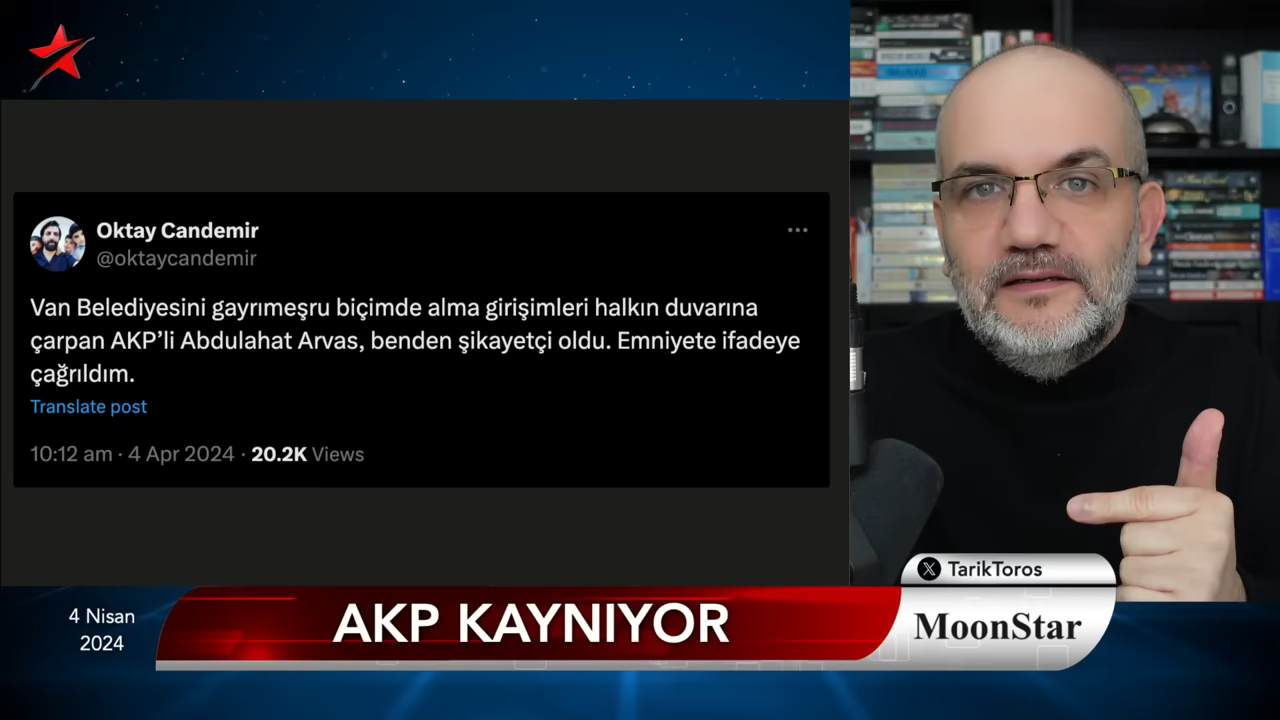 Oktay Candemir
@oktaycandemir
Van Belediyesini gayrımeşru biçimde alma girişimleri halkın duvarına
çarpan AKP’li Abdulahat Arvas, benden şikayetçi oldu. Emniyete ifadeye
çağrıldım.
Translate post
10:12 am · 4 Apr 2024 · 20.2K Views
X TarikToros
4 Nisan
2024
AKP KAYNIYOR
MoonStar